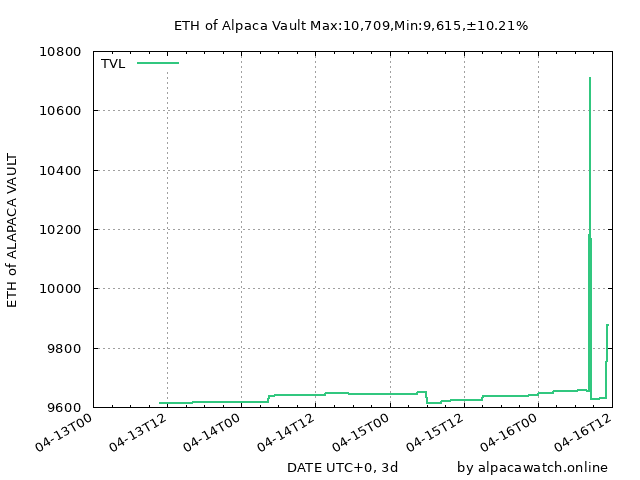 ETH of Alpaca Vault Max:10,709,Min:9,615,±10.21%
TVL
10800
10600
10400
10200
10000
9800
9600
ETH of ALAPACA VAULT
04-13T00
04-13T12
04-14T00
04-14T12
04-15T00
04-15T12
04-16T00
04-16T12
DATE UTC+0, 3d
by alpacawatch.online